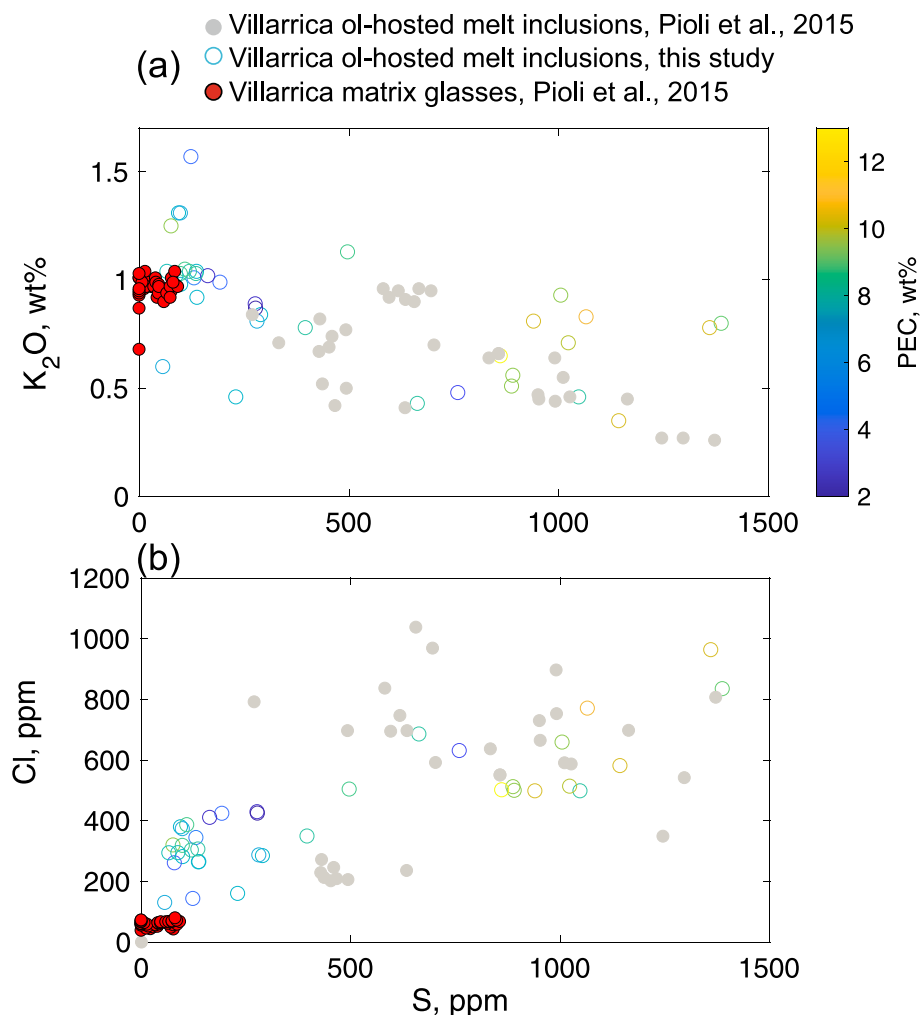 Villarrica ol-hosted melt inclusions, Pioli et al., 2015
Villarrica ol-hosted melt inclusions, this study
(a)
Villarrica matrix glasses, Pioli et al., 2015
1.5
1
0.5
0
K2O, wt%
0
500
1000
1500
12
10
8
6
4
2
PEC, wt%
(b)
1200
1000
800
600
400
200
0
Cl, ppm
0
500
1000
1500
S, ppm